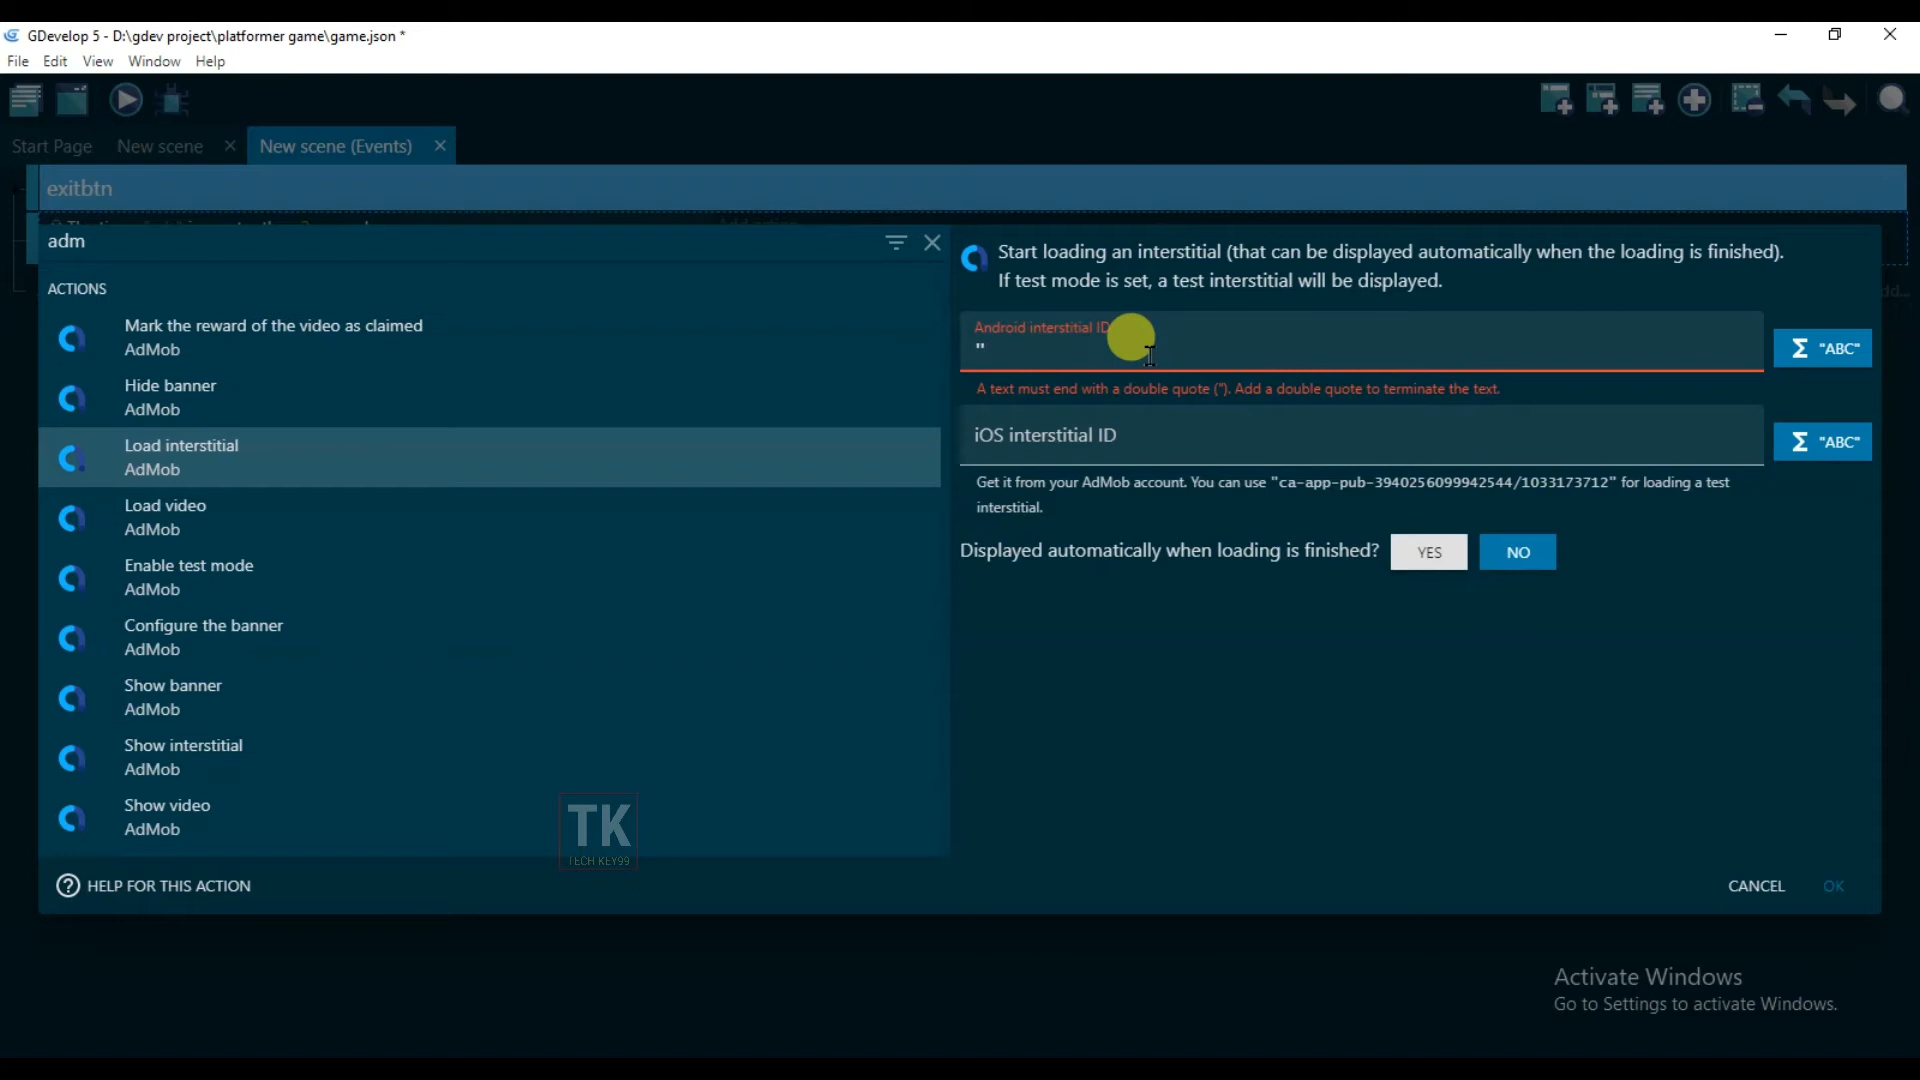 GDevelop 5 - D:\gdev project\platformer game\game.json *
File Edit View Window Help
Start Page New scene New scene (Events)
exitbtn
adm
ACTIONS
Mark the reward of the video as claimed
AdMob
Hide banner
AdMob
Load interstitial
AdMob
Load video
AdMob
Enable test mode
AdMob
Configure the banner
AdMob
Show banner
AdMob
Show interstitial
AdMob
Show video
AdMob
HELP FOR THIS ACTION
Start loading an interstitial (that can be displayed automatically when the loading is finished).
If test mode is set, a test interstitial will be displayed.
Android interstitial ID
"
Σ "ABC"
A text must end with a double quote ("). Add a double quote to terminate the text.
iOS interstitial ID
Σ "ABC"
Get it from your AdMob account. You can use "ca-app-pub-3940256099942544/1033173712" for loading a test
interstitial.
Displayed automatically when loading is finished? YES NO
CANCEL OK
TK
TECH KEY99
Activate Windows
Go to Settings to activate Windows.